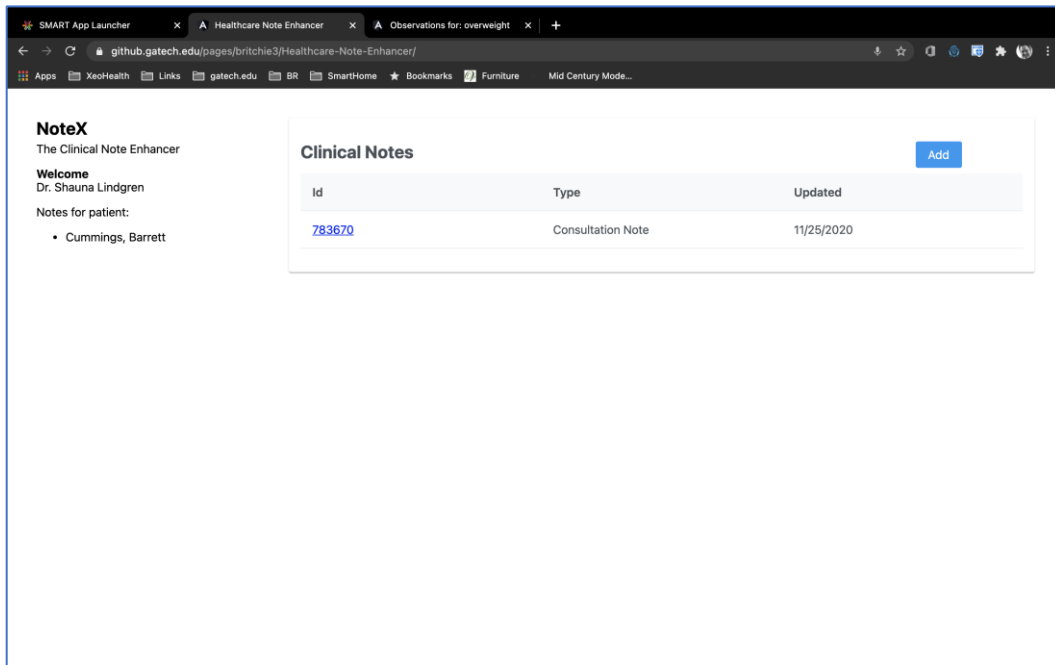 SMART App Launcher Healthcare Note Enhancer Observations for: overweight
github.gatech.edu/pages/britchie3/Healthcare-Note-Enhancer/
Apps XeoHealth Links gatech.edu BR SmartHome Bookmarks Furniture Mid Century Mode...
NoteX
The Clinical Note Enhancer
Welcome
Dr. Shauna Lindgren
Notes for patient:
• Cummings, Barrett
Clinical Notes Add
Id Type Updated
783670 Consultation Note 11/25/2020